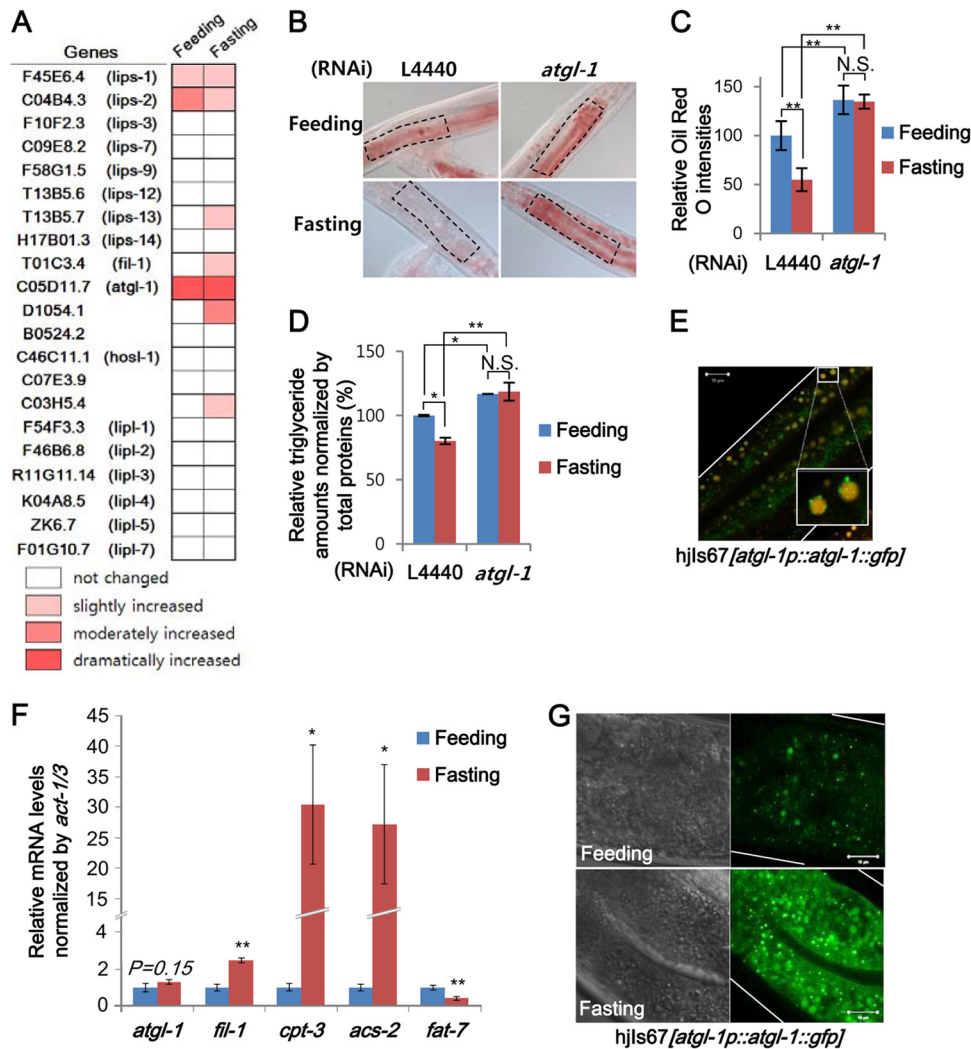 A
Genes
Feeding
Fasting
F45E6.4 (lips-1)
C04B4.3 (lips-2)
F10F2.3 (lips-3)
C09E8.2 (lips-7)
F58G1.5 (lips-9)
T13B5.6 (lips-12)
T13B5.7 (lips-13)
H17B01.3 (lips-14)
T01C3.4 (fil-1)
C05D11.7 (atgl-1)
D1054.1
B0524.2
C46C11.1 (hosl-1)
C07E3.9
C03H5.4
F54F3.3 (lipl-1)
F46B6.8 (lipl-2)
R11G11.14 (lipl-3)
K04A8.5 (lipl-4)
ZK6.7 (lipl-5)
F01G10.7 (lipl-7)
not changed
slightly increased
moderately increased
dramatically increased
B
(RNAi) L4440 atgl-1
Feeding
Fasting
C
Relative Oil Red
O intensities
150
100
50
0
**
**
**
N.S.
Feeding
Fasting
(RNAi) L4440 atgl-1
D
Relative triglyceride
amounts normalized by
total proteins (%)
150
100
50
0
**
*
*
N.S.
Feeding
Fasting
(RNAi) L4440 atgl-1
E
10 μm
hjIs67[atgl-1p::atgl-1::gfp]
F
Relative mRNA levels
normalized by act-1/3
45
40
35
30
25
20
15
10
4
2
0
P=0.15
**
*
*
**
Feeding
Fasting
atgl-1 fil-1 cpt-3 acs-2 fat-7
G
Feeding
10 μm
Fasting
10 μm
hjIs67[atgl-1p::atgl-1::gfp]